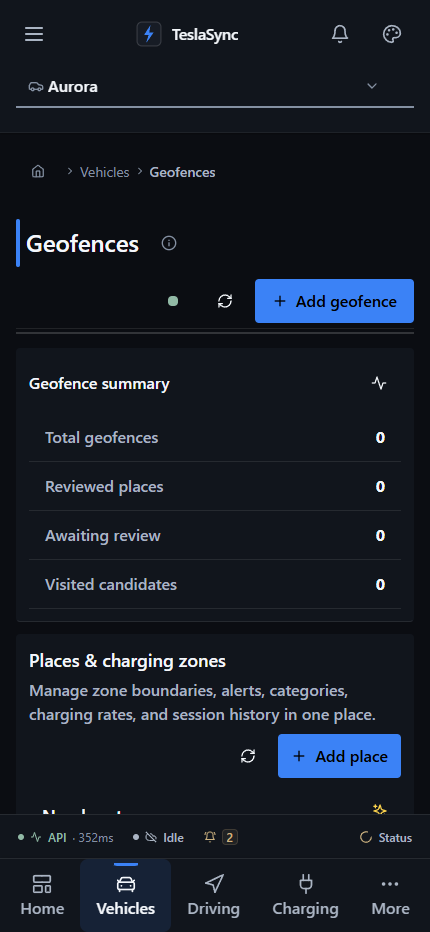 TeslaSync
Aurora
Vehicles
Geofences
Geofences
Add geofence
Geofence summary
Total geofences 0
Reviewed places 0
Awaiting review 0
Visited candidates 0
Places & charging zones
Manage zone boundaries, alerts, categories,
charging rates, and session history in one place.
Add place
API · 352ms
Idle
2
Status
Home
Vehicles
Driving
Charging
More